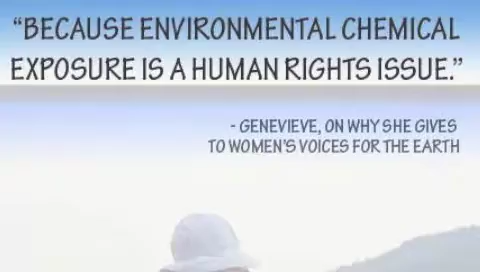 “BECAUSE ENVIRONMENTAL CHEMICAL
EXPOSURE IS A HUMAN RIGHTS ISSUE.”
- GENEVIEVE, ON WHY SHE GIVES
TO WOMEN'S VOICES FOR THE EARTH